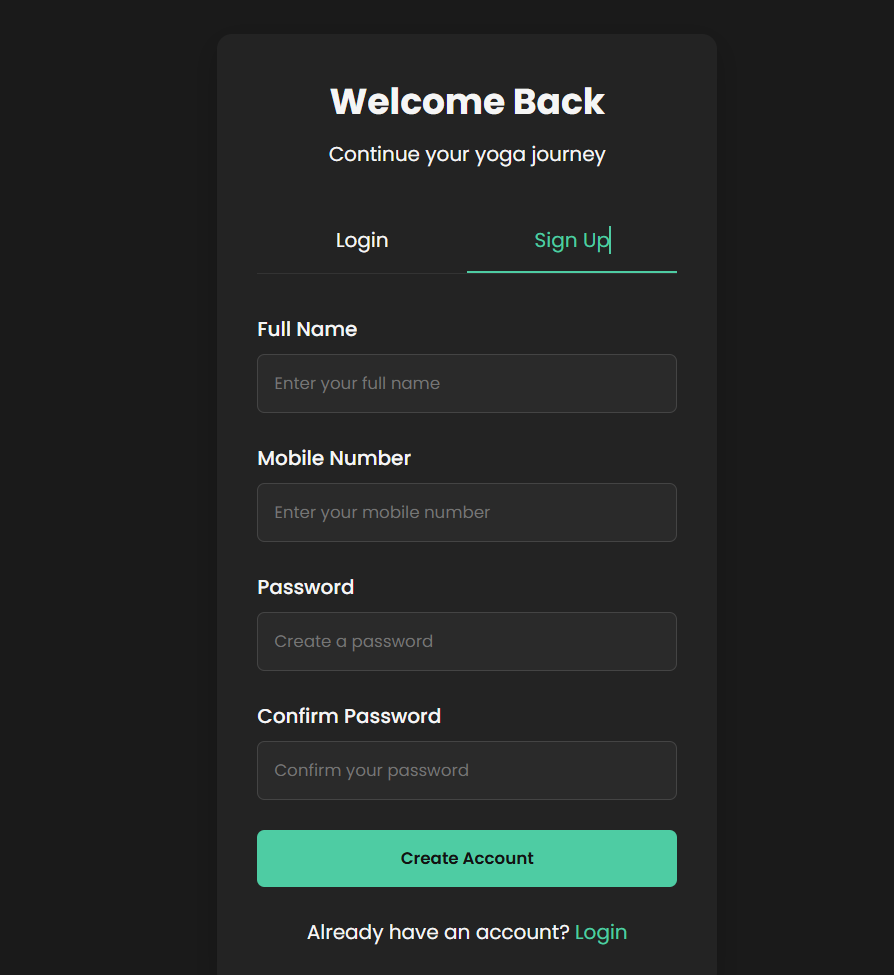 Welcome Back
Continue your yoga journey
Login Sign Up
Full Name
Enter your full name
Mobile Number
Enter your mobile number
Password
Create a password
Confirm Password
Confirm your password
Create Account
Already have an account? Login